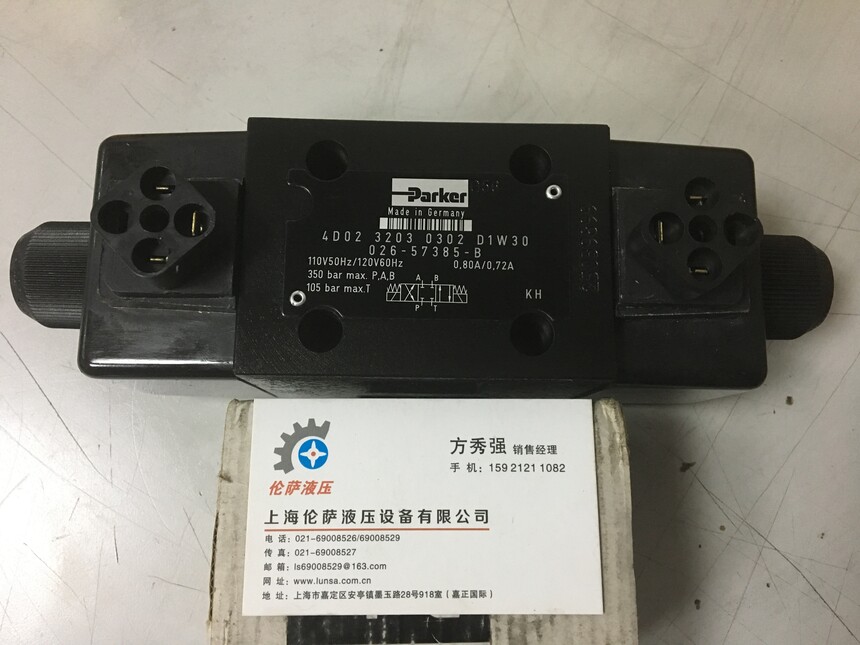 Parker
Made in Germany
4D02 3203 0302 D1W30
026-57385-B
110V50Hz/120V60Hz 0,80A/0,72A
350 bar max. P,A,B
105 bar max.T
A B
P T
KH
方秀强 销售经理
手 机：159 2121 1082
伦萨液压
上海伦萨液压设备有限公司
电 话：021-69008526/69008529
传 真：021-69008527
邮 箱：ls69008529@163.com
网 址：www.lunsa.com.cn
地 址：上海市嘉定区安亭镇墨玉路28号918室（嘉正国际）